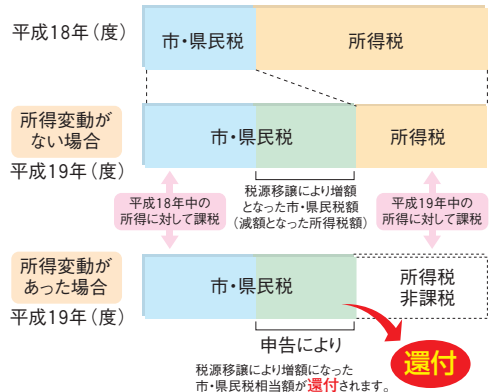 平成18年(度)
市・県民税
所得税
所得変動が
ない場合
平成19年(度)
市・県民税
所得税
平成18年中の
所得に対して課税
税源移譲により増額
となった市・県民税額
(減額となった所得税額)
平成19年中の
所得に対して課税
所得変動が
あった場合
平成19年(度)
市・県民税
所得税
非課税
申告により
還付
税源移譲により増額になった
市・県民税相当額が還付されます。